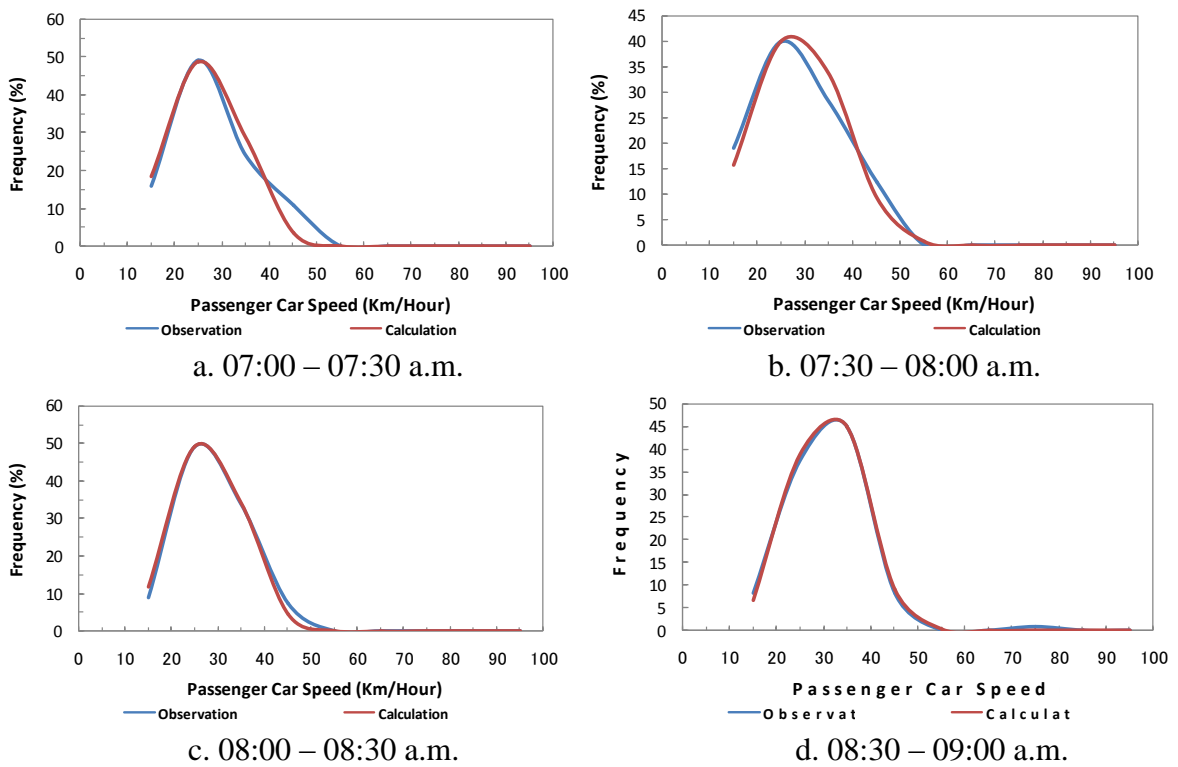 60
50
40
30
20
10
0
Frequency (%)
0 10 20 30 40 50 60 70 80 90 100
Passenger Car Speed (Km/Hour)
Observation Calculation
a. 07:00 – 07:30 a.m.
45
40
35
30
25
20
15
10
5
0
Frequency (%)
0 10 20 30 40 50 60 70 80 90 100
Passenger Car Speed (Km/Hour)
Observation Calculation
b. 07:30 – 08:00 a.m.
60
50
40
30
20
10
0
Frequency (%)
0 10 20 30 40 50 60 70 80 90 100
Passenger Car Speed (Km/Hour)
Observation Calculation
c. 08:00 – 08:30 a.m.
50
45
40
35
30
25
20
15
10
5
0
Frequency
0 10 20 30 40 50 60 70 80 90 100
Passenger Car Speed
Observat Calculat
d. 08:30 – 09:00 a.m.